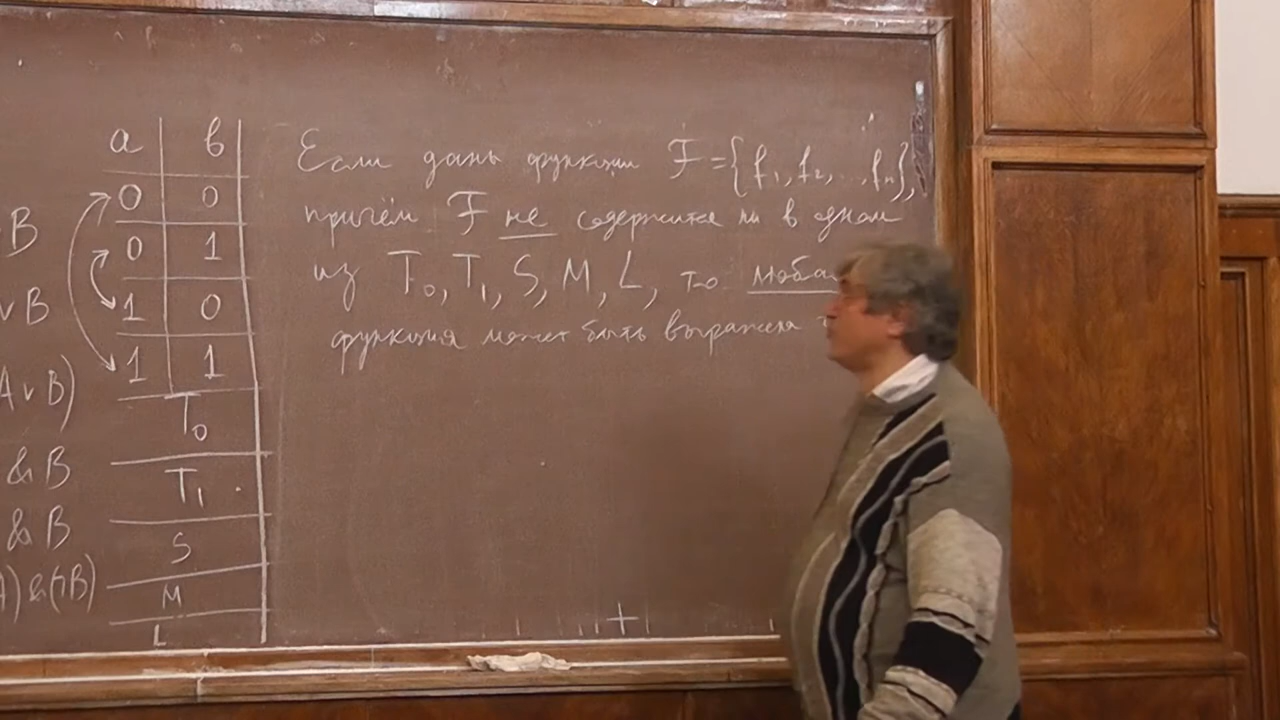 B
∨B
A∨B)
&B
&B
)&(¬B)
а в
0 0
0 1
1 0
1 1
T₀
T₁
S
M
L
Если даны функции F={f₁,f₂,...,fₙ},
причём F не содержится ни в одном
из T₀,T₁,S,M,L, то любая
функция может быть выражена